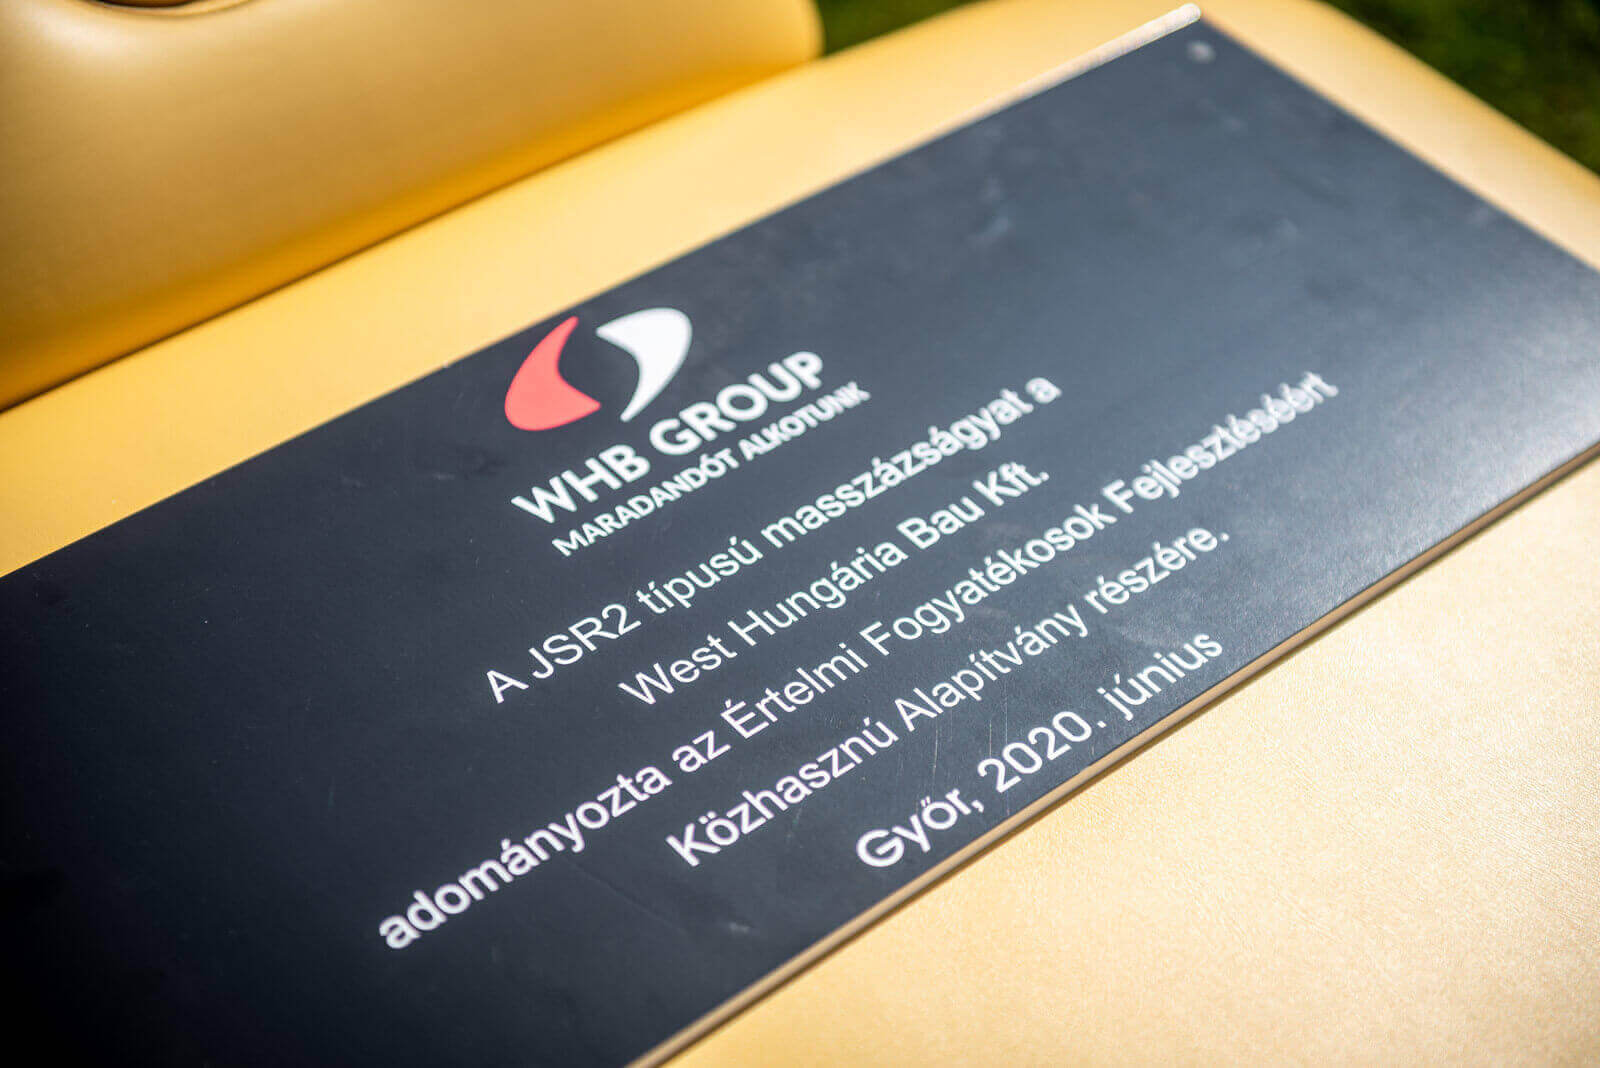 WHB GROUP
MARADANDÓT ALKOTUNK
A JSR2 típusú masszázságyat a
West Hungária Bau Kft.
adományozta az Értelmi Fogyatékosok Fejlesztéséért
Közhasznú Alapítvány részére.
Győr, 2020. június